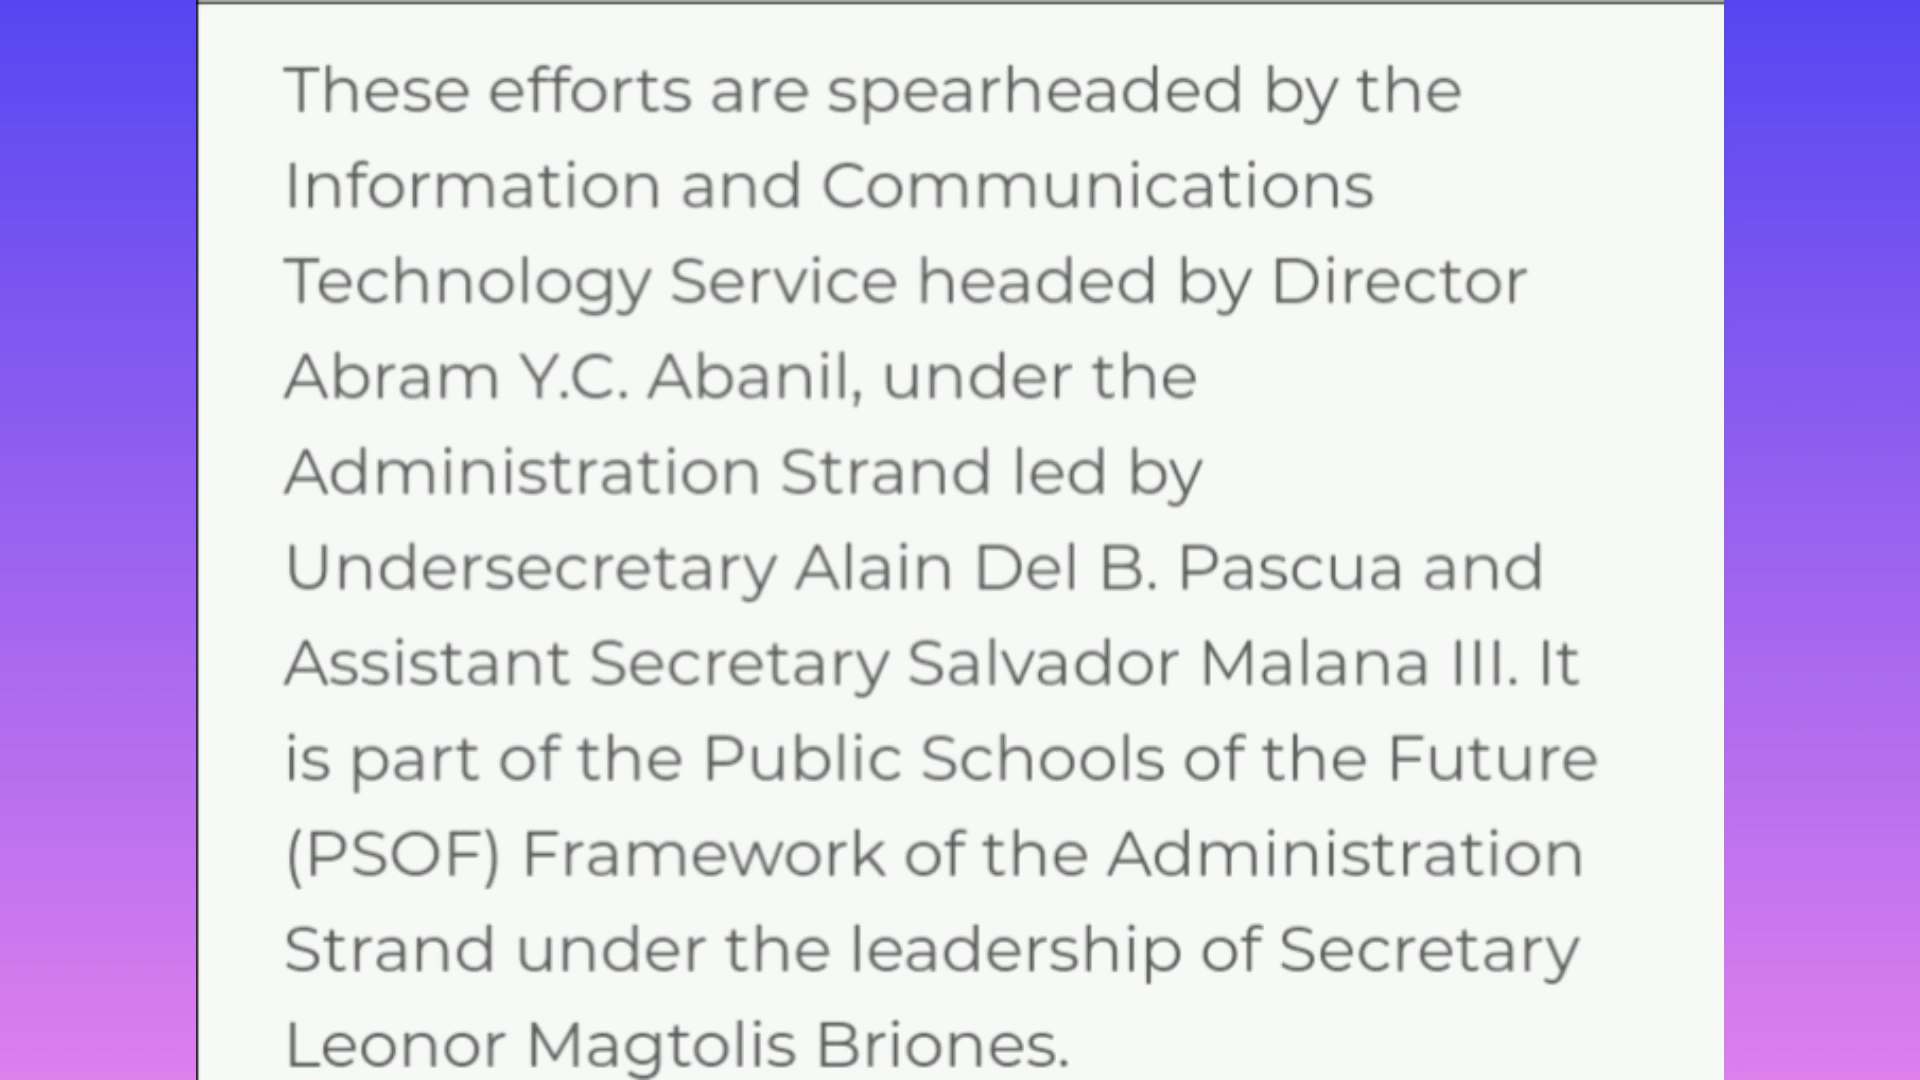 These efforts are spearheaded by the
Information and Communications
Technology Service headed by Director
Abram Y.C. Abanil, under the
Administration Strand led by
Undersecretary Alain Del B. Pascua and
Assistant Secretary Salvador Malana III. It
is part of the Public Schools of the Future
(PSOF) Framework of the Administration
Strand under the leadership of Secretary
Leonor Magtolis Briones.